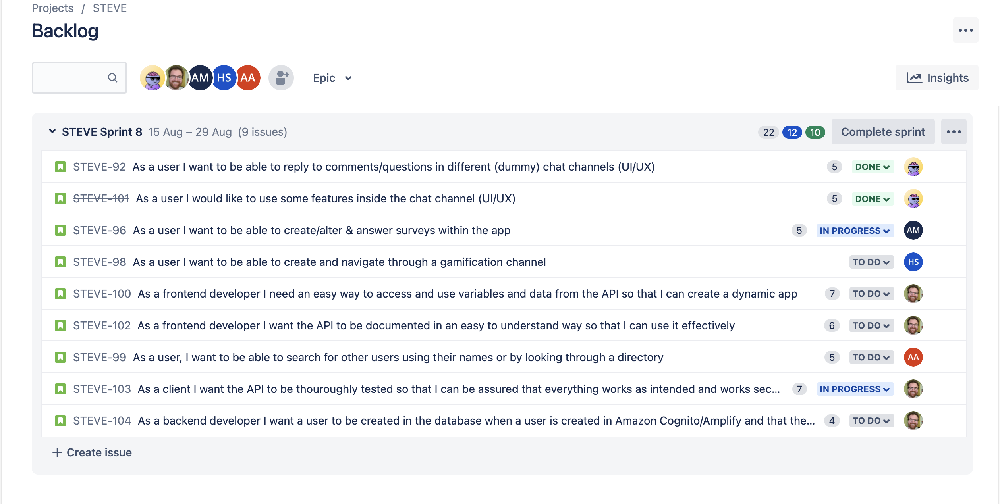 Projects / STEVE
Backlog
AM HS AA Epic Insights
STEVE Sprint 8 15 Aug – 29 Aug (9 issues) 22 12 10 Complete sprint
STEVE-92 As a user I want to be able to reply to comments/questions in different (dummy) chat channels (UI/UX) 5 DONE
STEVE-101 As a user I would like to use some features inside the chat channel (UI/UX) 5 DONE
STEVE-96 As a user I want to be able to create/alter & answer surveys within the app 5 IN PROGRESS AM
STEVE-98 As a user I want to be able to create and navigate through a gamification channel TO DO HS
STEVE-100 As a frontend developer I need an easy way to access and use variables and data from the API so that I can create a dynamic app 7 TO DO
STEVE-102 As a frontend developer I want the API to be documented in an easy to understand way so that I can use it effectively 6 TO DO
STEVE-99 As a user, I want to be able to search for other users using their names or by looking through a directory 5 TO DO AA
STEVE-103 As a client I want the API to be thouroughly tested so that I can be assured that everything works as intended and works sec... 7 IN PROGRESS
STEVE-104 As a backend developer I want a user to be created in the database when a user is created in Amazon Cognito/Amplify and that the... 4 TO DO
+ Create issue